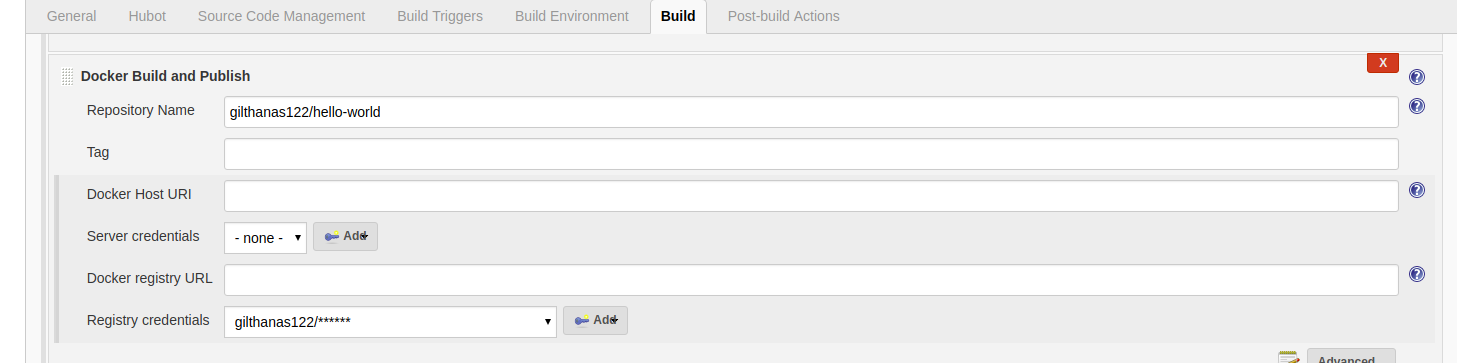 General Hubot Source Code Management Build Triggers Build Environment Build Post-build Actions
X
Docker Build and Publish ?
Repository Name gilthanas122/hello-world ?
Tag
Docker Host URI ?
Server credentials - none - Add
Docker registry URL ?
Registry credentials gilthanas122/****** Add
Advanced...